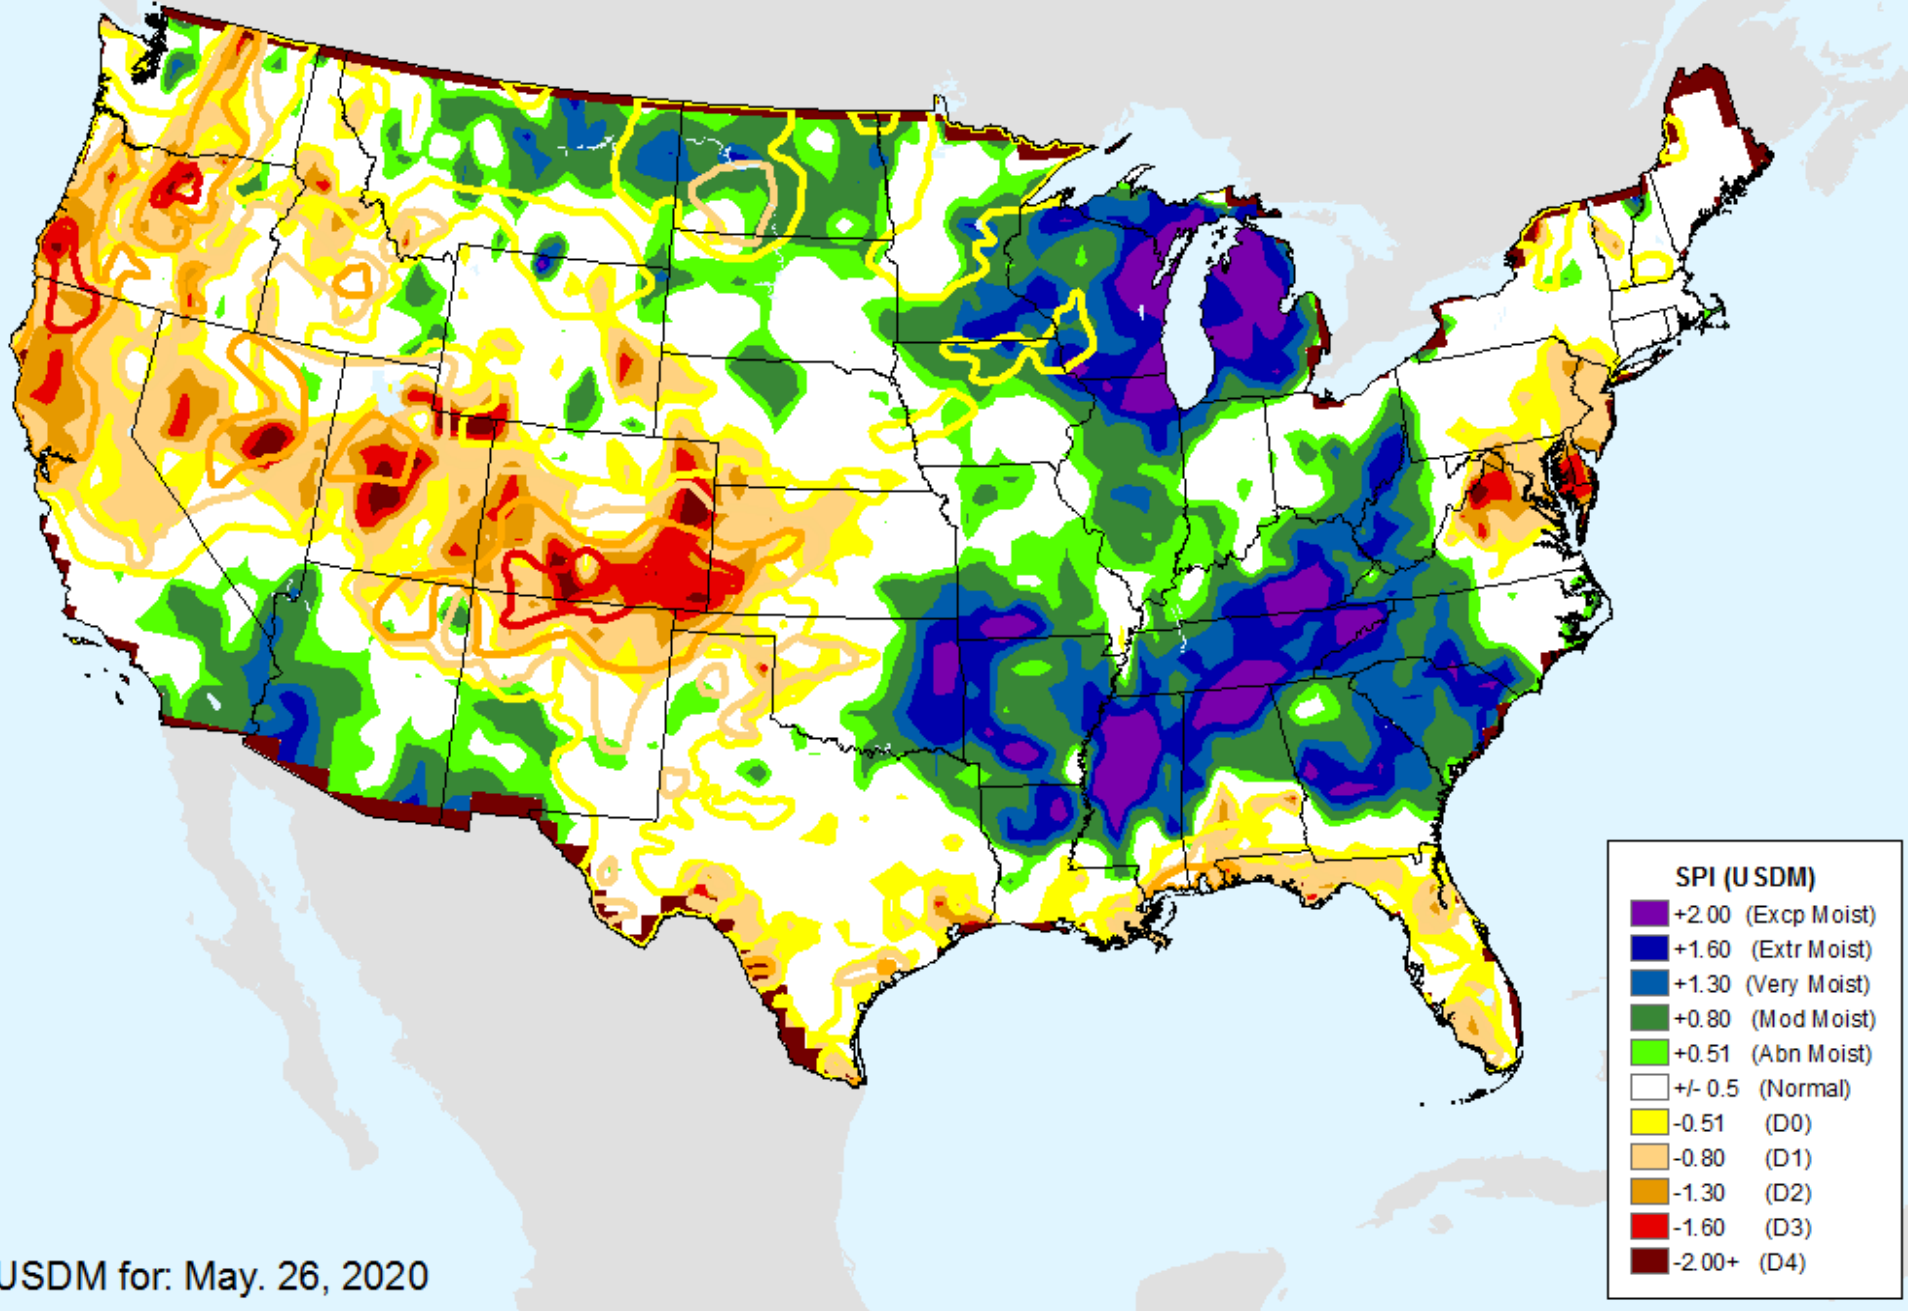 SPI (USDM)
+2.00 (Excp Moist)
+1.60 (Extr Moist)
+1.30 (Very Moist)
+0.80 (Mod Moist)
+0.51 (Abn Moist)
+/- 0.5 (Normal)
-0.51 (D0)
-0.80 (D1)
-1.30 (D2)
-1.60 (D3)
-2.00+ (D4)
USDM for: May. 26, 2020